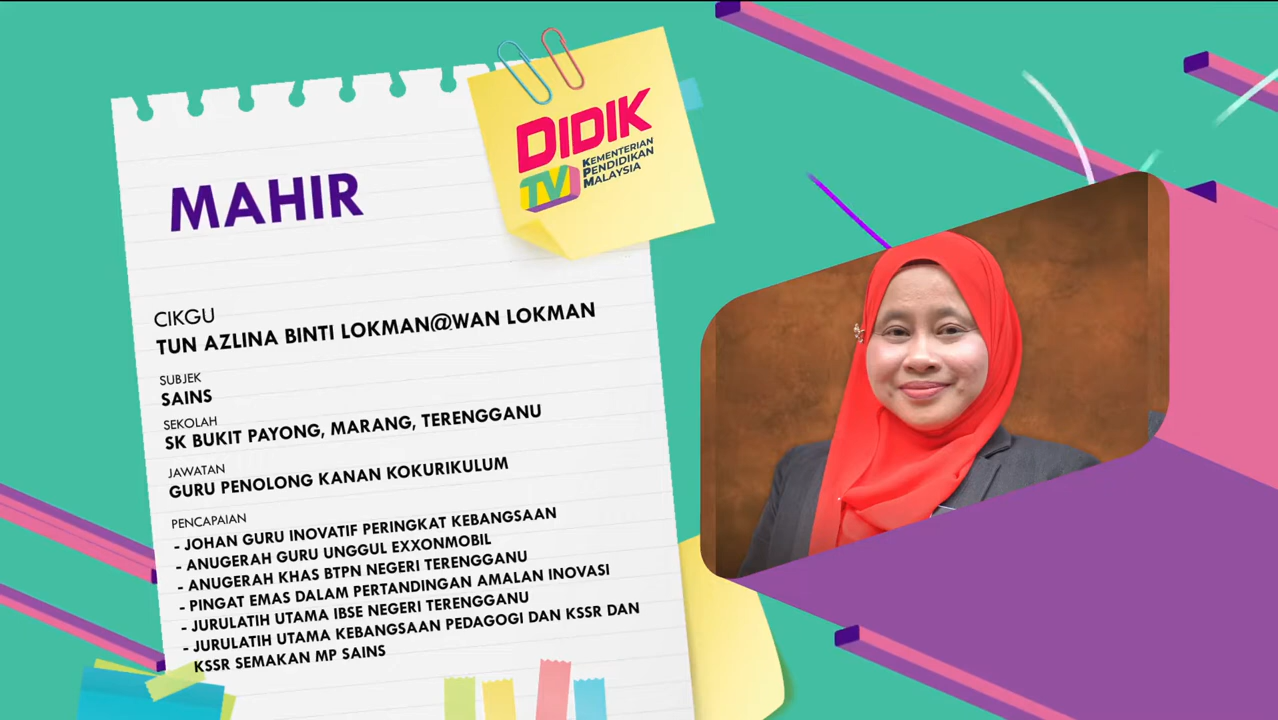 DIDIK
TV
KEMENTERIAN
PENDIDIKAN
MALAYSIA
MAHIR
CIKGU
TUN AZLINA BINTI LOKMAN@WAN LOKMAN
SUBJEK
SAINS
SEKOLAH
SK BUKIT PAYONG, MARANG, TERENGGANU
JAWATAN
GURU PENOLONG KANAN KOKURIKULUM
PENCAPAIAN
- JOHAN GURU INOVATIF PERINGKAT KEBANGSAAN
- ANUGERAH GURU UNGGUL EXXONMOBIL
- ANUGERAH KHAS BTPN NEGERI TERENGGANU
- PINGAT EMAS DALAM PERTANDINGAN AMALAN INOVASI
- JURULATIH UTAMA IBSE NEGERI TERENGGANU
- JURULATIH UTAMA KEBANGSAAN PEDAGOGI DAN KSSR DAN
KSSR SEMAKAN MP SAINS